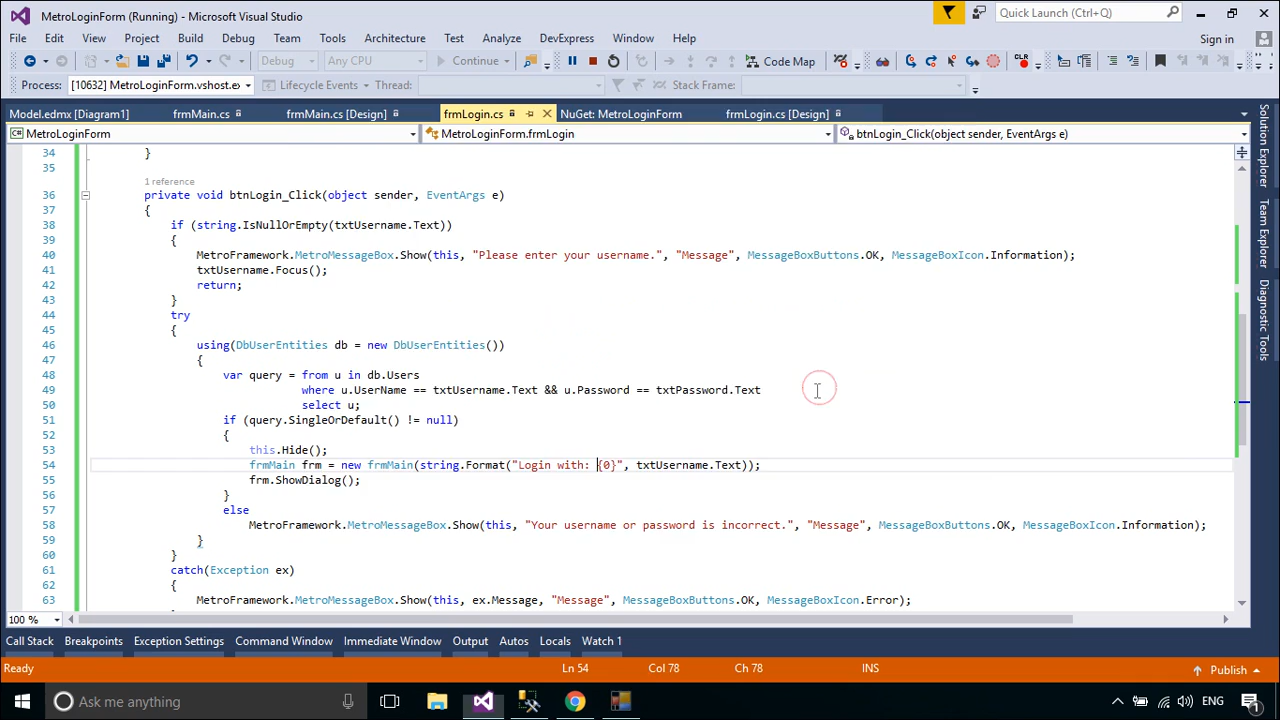 MetroLoginForm (Running) - Microsoft Visual Studio
Quick Launch (Ctrl+Q)
File Edit View Project Build Debug Team Tools Architecture Test Analyze DevExpress Window Help
Sign in
Debug Any CPU Continue Code Map
Process: [10632] MetroLoginForm.vshost.ex Lifecycle Events Thread: Stack Frame:
Model.edmx [Diagram1] frmMain.cs frmMain.cs [Design] frmLogin.cs NuGet: MetroLoginForm frmLogin.cs [Design]
MetroLoginForm MetroLoginForm.frmLogin btnLogin_Click(object sender, EventArgs e)
34 }
35
1 reference
36 private void btnLogin_Click(object sender, EventArgs e)
37 {
38 if (string.IsNullOrEmpty(txtUsername.Text))
39 {
40 MetroFramework.MetroMessageBox.Show(this, "Please enter your username.", "Message", MessageBoxButtons.OK, MessageBoxIcon.Information);
41 txtUsername.Focus();
42 return;
43 }
44 try
45 {
46 using(DbUserEntities db = new DbUserEntities())
47 {
48 var query = from u in db.Users
49 where u.UserName == txtUsername.Text && u.Password == txtPassword.Text
50 select u;
51 if (query.SingleOrDefault() != null)
52 {
53 this.Hide();
54 frmMain frm = new frmMain(string.Format("Login with: {0}", txtUsername.Text));
55 frm.ShowDialog();
56 }
57 else
58 MetroFramework.MetroMessageBox.Show(this, "Your username or password is incorrect.", "Message", MessageBoxButtons.OK, MessageBoxIcon.Information);
59 }
60 }
61 catch(Exception ex)
62 {
63 MetroFramework.MetroMessageBox.Show(this, ex.Message, "Message", MessageBoxButtons.OK, MessageBoxIcon.Error);
Solution Explorer
Team Explorer
Diagnostic Tools
100 %
Call Stack Breakpoints Exception Settings Command Window Immediate Window Output Autos Locals Watch 1
Ready Ln 54 Col 78 Ch 78 INS Publish
Ask me anything ENG 1